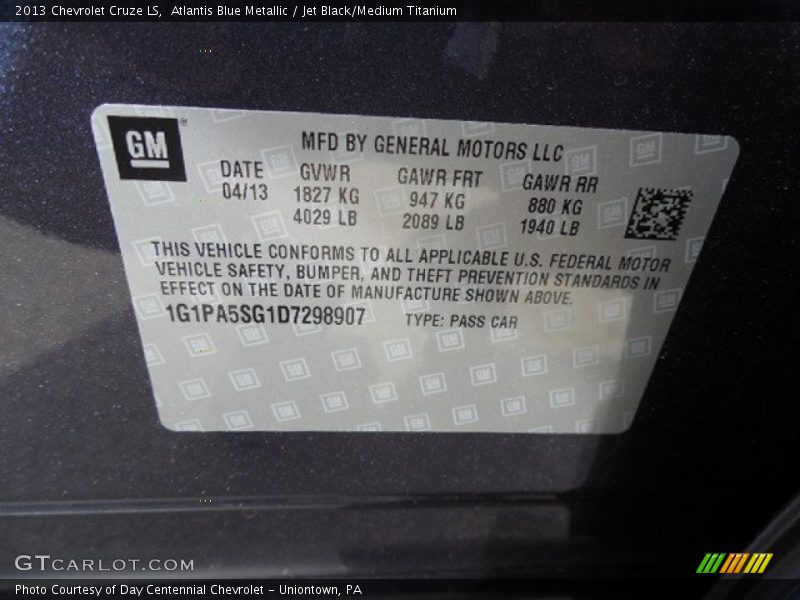 2013 Chevrolet Cruze LS, Atlantis Blue Metallic / Jet Black/Medium Titanium
GM
MFD BY GENERAL MOTORS LLC
DATE GVWR GAWR FRT GAWR RR
04/13 1827 KG 947 KG 880 KG
4029 LB 2089 LB 1940 LB
THIS VEHICLE CONFORMS TO ALL APPLICABLE U.S. FEDERAL MOTOR
VEHICLE SAFETY, BUMPER, AND THEFT PREVENTION STANDARDS IN
EFFECT ON THE DATE OF MANUFACTURE SHOWN ABOVE.
1G1PA5SG1D7298907 TYPE: PASS CAR
GTCARLOT.COM
Photo Courtesy of Day Centennial Chevrolet - Uniontown, PA